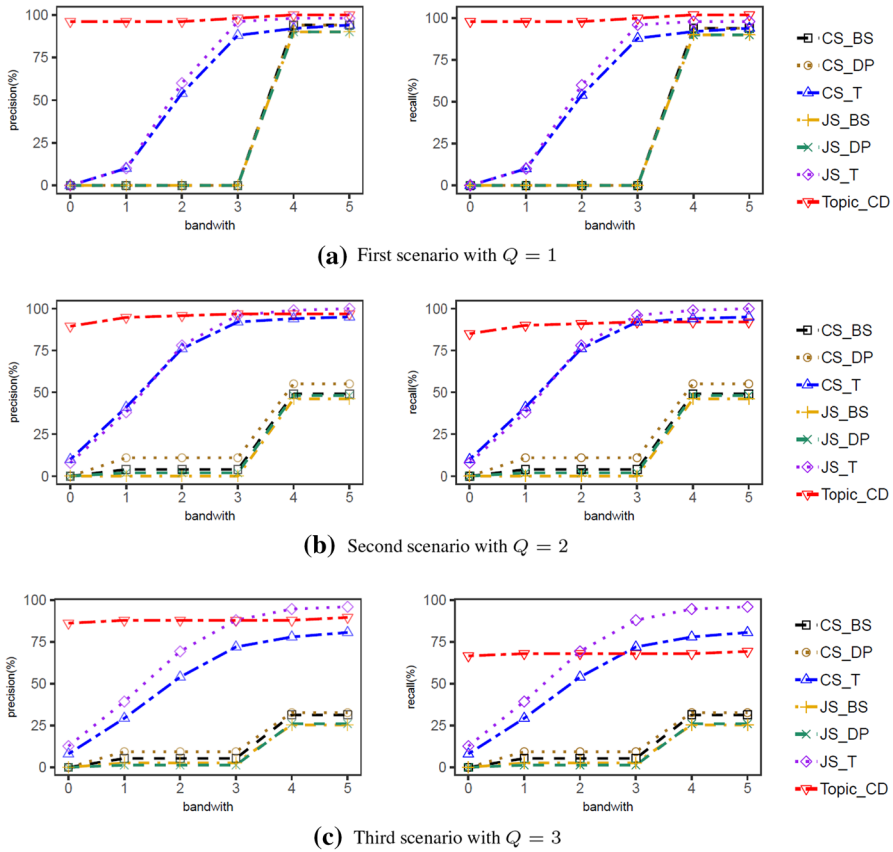 100
75
50
25
0
precision(%)
0 1 2 3 4 5
bandwith
100
75
50
25
0
recall(%)
0 1 2 3 4 5
bandwith
CS_BS
CS_DP
CS_T
JS_BS
JS_DP
JS_T
Topic_CD
(a) First scenario with Q = 1
100
75
50
25
0
precision(%)
0 1 2 3 4 5
bandwith
100
75
50
25
0
recall(%)
0 1 2 3 4 5
bandwith
CS_BS
CS_DP
CS_T
JS_BS
JS_DP
JS_T
Topic_CD
(b) Second scenario with Q = 2
100
75
50
25
0
precision(%)
0 1 2 3 4 5
bandwith
100
75
50
25
0
recall(%)
0 1 2 3 4 5
bandwith
CS_BS
CS_DP
CS_T
JS_BS
JS_DP
JS_T
Topic_CD
(c) Third scenario with Q = 3